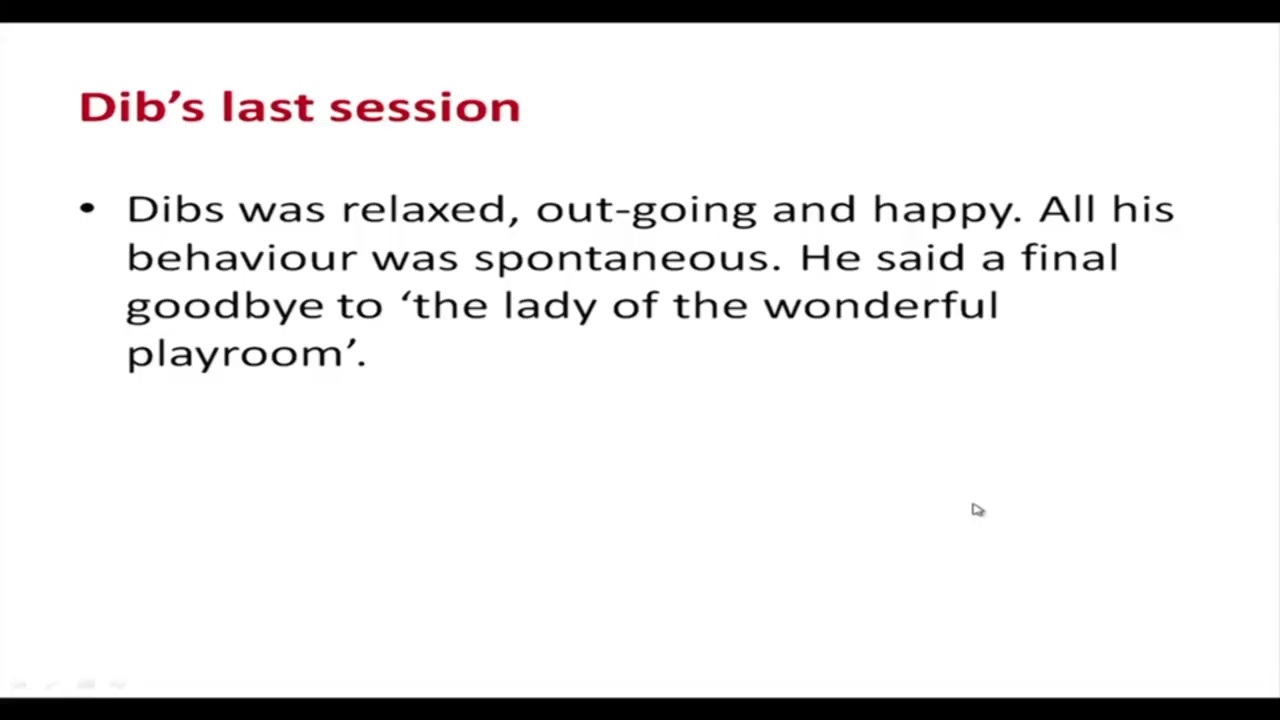 Dib’s last session
• Dibs was relaxed, out-going and happy. All his
behaviour was spontaneous. He said a final
goodbye to ‘the lady of the wonderful
playroom’.